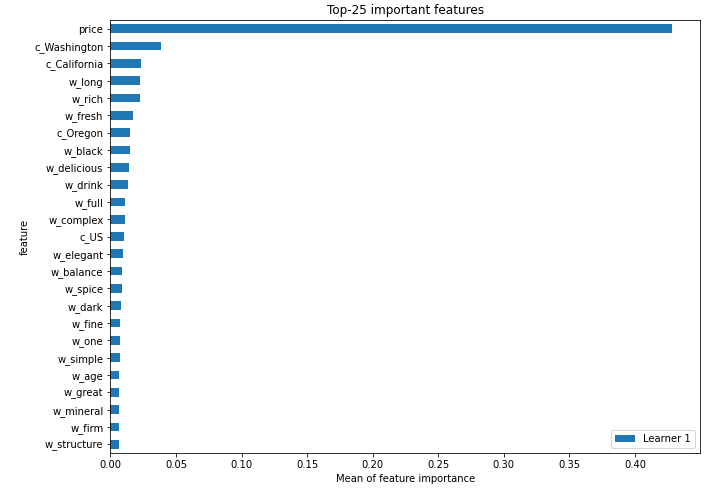 Top-25 important features
price
c_Washington
c_California
w_long
w_rich
w_fresh
c_Oregon
w_black
w_delicious
w_drink
w_full
w_complex
c_US
w_elegant
w_balance
w_spice
w_dark
w_fine
w_one
w_simple
w_age
w_great
w_mineral
w_firm
w_structure
feature
Learner 1
0.00 0.05 0.10 0.15 0.20 0.25 0.30 0.35 0.40
Mean of feature importance